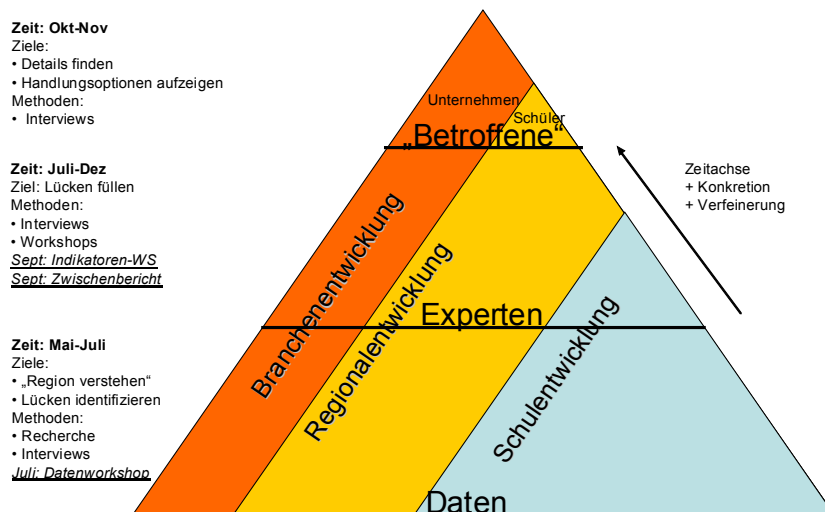 Zeit: Okt-Nov
Ziele:
• Details finden
• Handlungsoptionen aufzeigen
Methoden:
• Interviews
Zeit: Juli-Dez
Ziel: Lücken füllen
Methoden:
• Interviews
• Workshops
Sept: Indikatoren-WS
Sept: Zwischenbericht
Zeit: Mai-Juli
Ziele:
• „Region verstehen“
• Lücken identifizieren
Methoden:
• Recherche
• Interviews
Juli: Datenworkshop
Unternehmen
Schüler
„Betroffene“
Branchenentwicklung
Regionalentwicklung
Experten
Schulentwicklung
Daten
Zeitachse
+ Konkretion
+ Verfeinerung